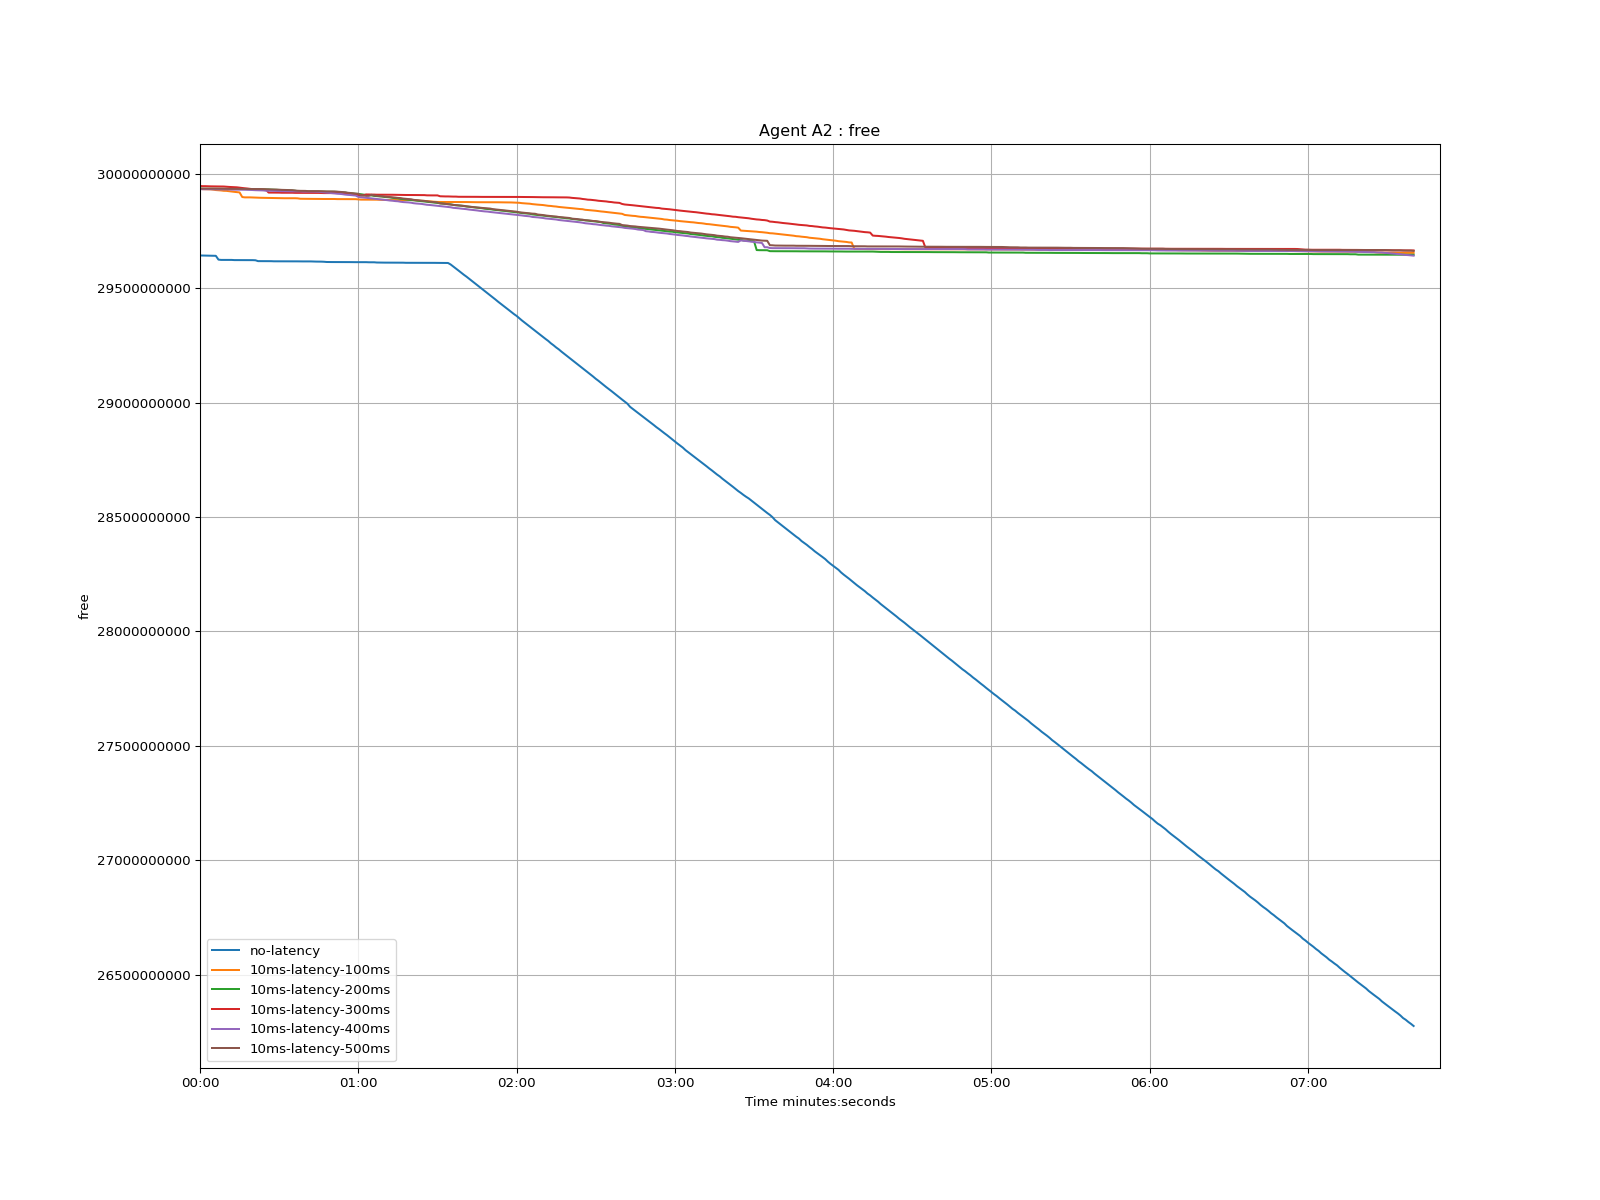 Agent A2 : free
30000000000
29500000000
29000000000
28500000000
28000000000
27500000000
27000000000
26500000000
free
no-latency
10ms-latency-100ms
10ms-latency-200ms
10ms-latency-300ms
10ms-latency-400ms
10ms-latency-500ms
00:00 01:00 02:00 03:00 04:00 05:00 06:00 07:00
Time minutes:seconds